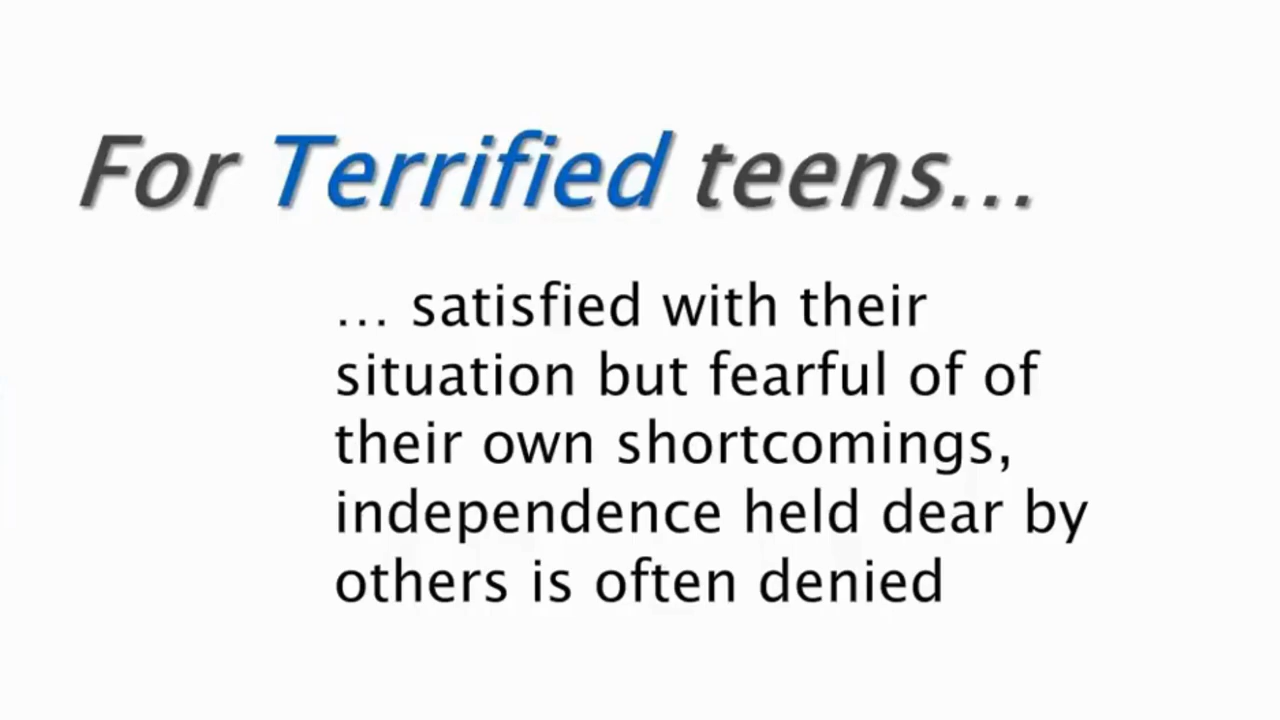 For Terrified teens...
... satisfied with their
situation but fearful of of
their own shortcomings,
independence held dear by
others is often denied